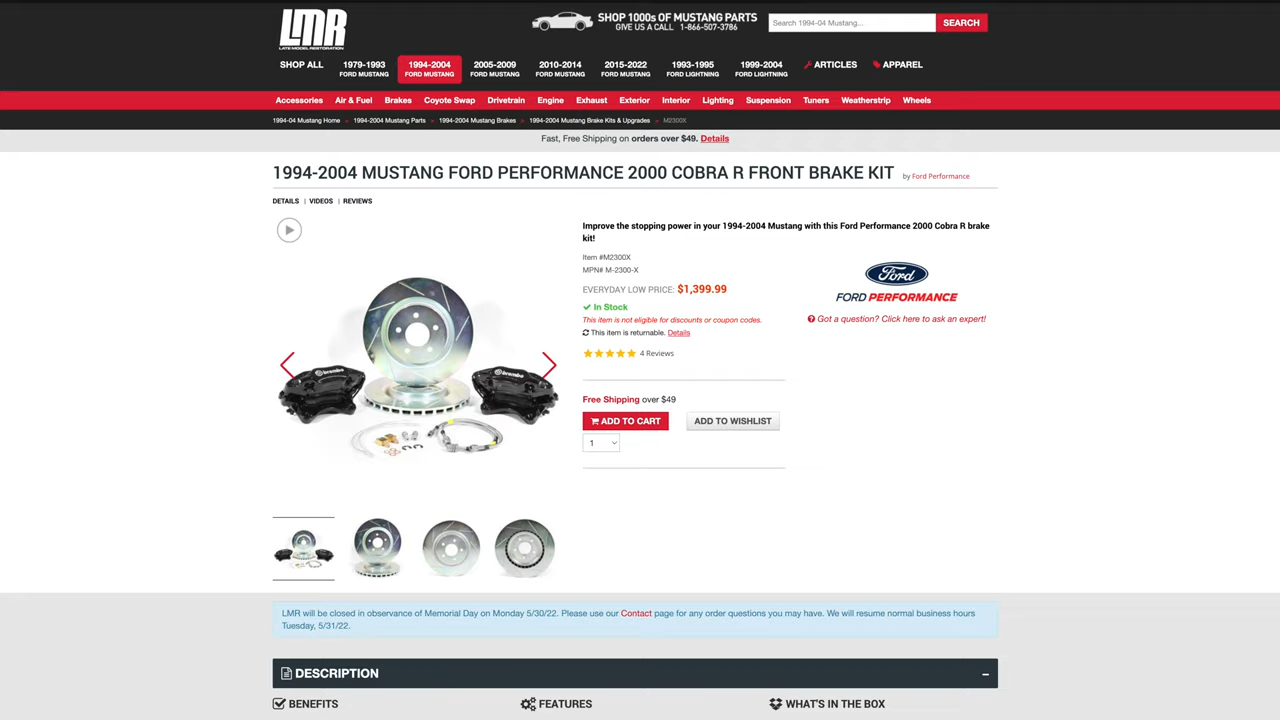 LMR
LATE MODEL RESTORATION
SHOP 1000s OF MUSTANG PARTS
GIVE US A CALL 1-866-507-3786
Search 1994-04 Mustang...
SEARCH
SHOP ALL
1979-1993
FORD MUSTANG
1994-2004
FORD MUSTANG
2005-2009
FORD MUSTANG
2010-2014
FORD MUSTANG
2015-2022
FORD MUSTANG
1993-1995
FORD LIGHTNING
1999-2004
FORD LIGHTNING
ARTICLES
APPAREL
Accessories Air & Fuel Brakes Coyote Swap Drivetrain Engine Exhaust Exterior Interior Lighting Suspension Tuners Weatherstrip Wheels
1994-04 Mustang Home » 1994-2004 Mustang Parts » 1994-2004 Mustang Brakes » 1994-2004 Mustang Brake Kits & Upgrades » M2300X
Fast, Free Shipping on orders over $49. Details
1994-2004 MUSTANG FORD PERFORMANCE 2000 COBRA R FRONT BRAKE KIT by Ford Performance
DETAILS | VIDEOS | REVIEWS
Improve the stopping power in your 1994-2004 Mustang with this Ford Performance 2000 Cobra R brake
kit!
Item #M2300X
MPN# M-2300-X
EVERYDAY LOW PRICE: $1,399.99
In Stock
This item is not eligible for discounts or coupon codes.
This item is returnable. Details
4 Reviews
Ford
FORD PERFORMANCE
Got a question? Click here to ask an expert!
brembo
brembo
Free Shipping over $49
ADD TO CART
ADD TO WISHLIST
1
LMR will be closed in observance of Memorial Day on Monday 5/30/22. Please use our Contact page for any order questions you may have. We will resume normal business hours
Tuesday, 5/31/22.
DESCRIPTION
BENEFITS
FEATURES
WHAT'S IN THE BOX